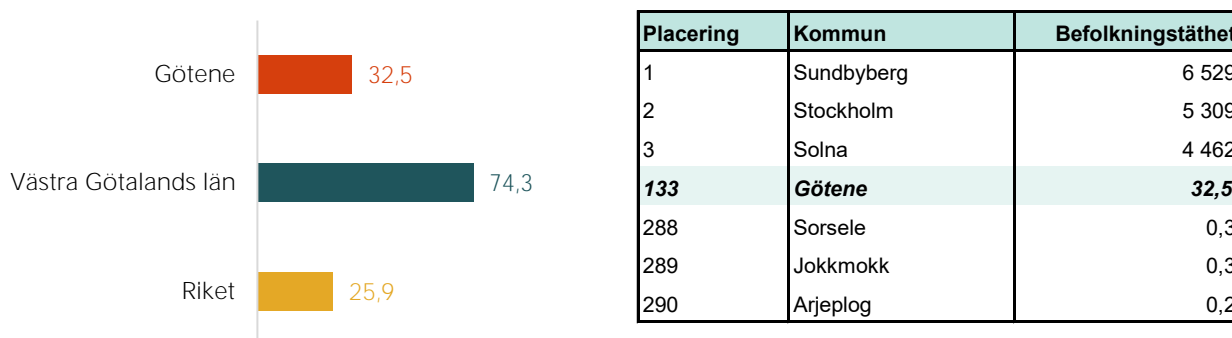 Götene 32,5
Västra Götalands län 74,3
Riket 25,9
Placering Kommun Befolkningstäthet
1 Sundbyberg 6 529
2 Stockholm 5 309
3 Solna 4 462
133 Götene 32,5
288 Sorsele 0,3
289 Jokkmokk 0,3
290 Arjeplog 0,2